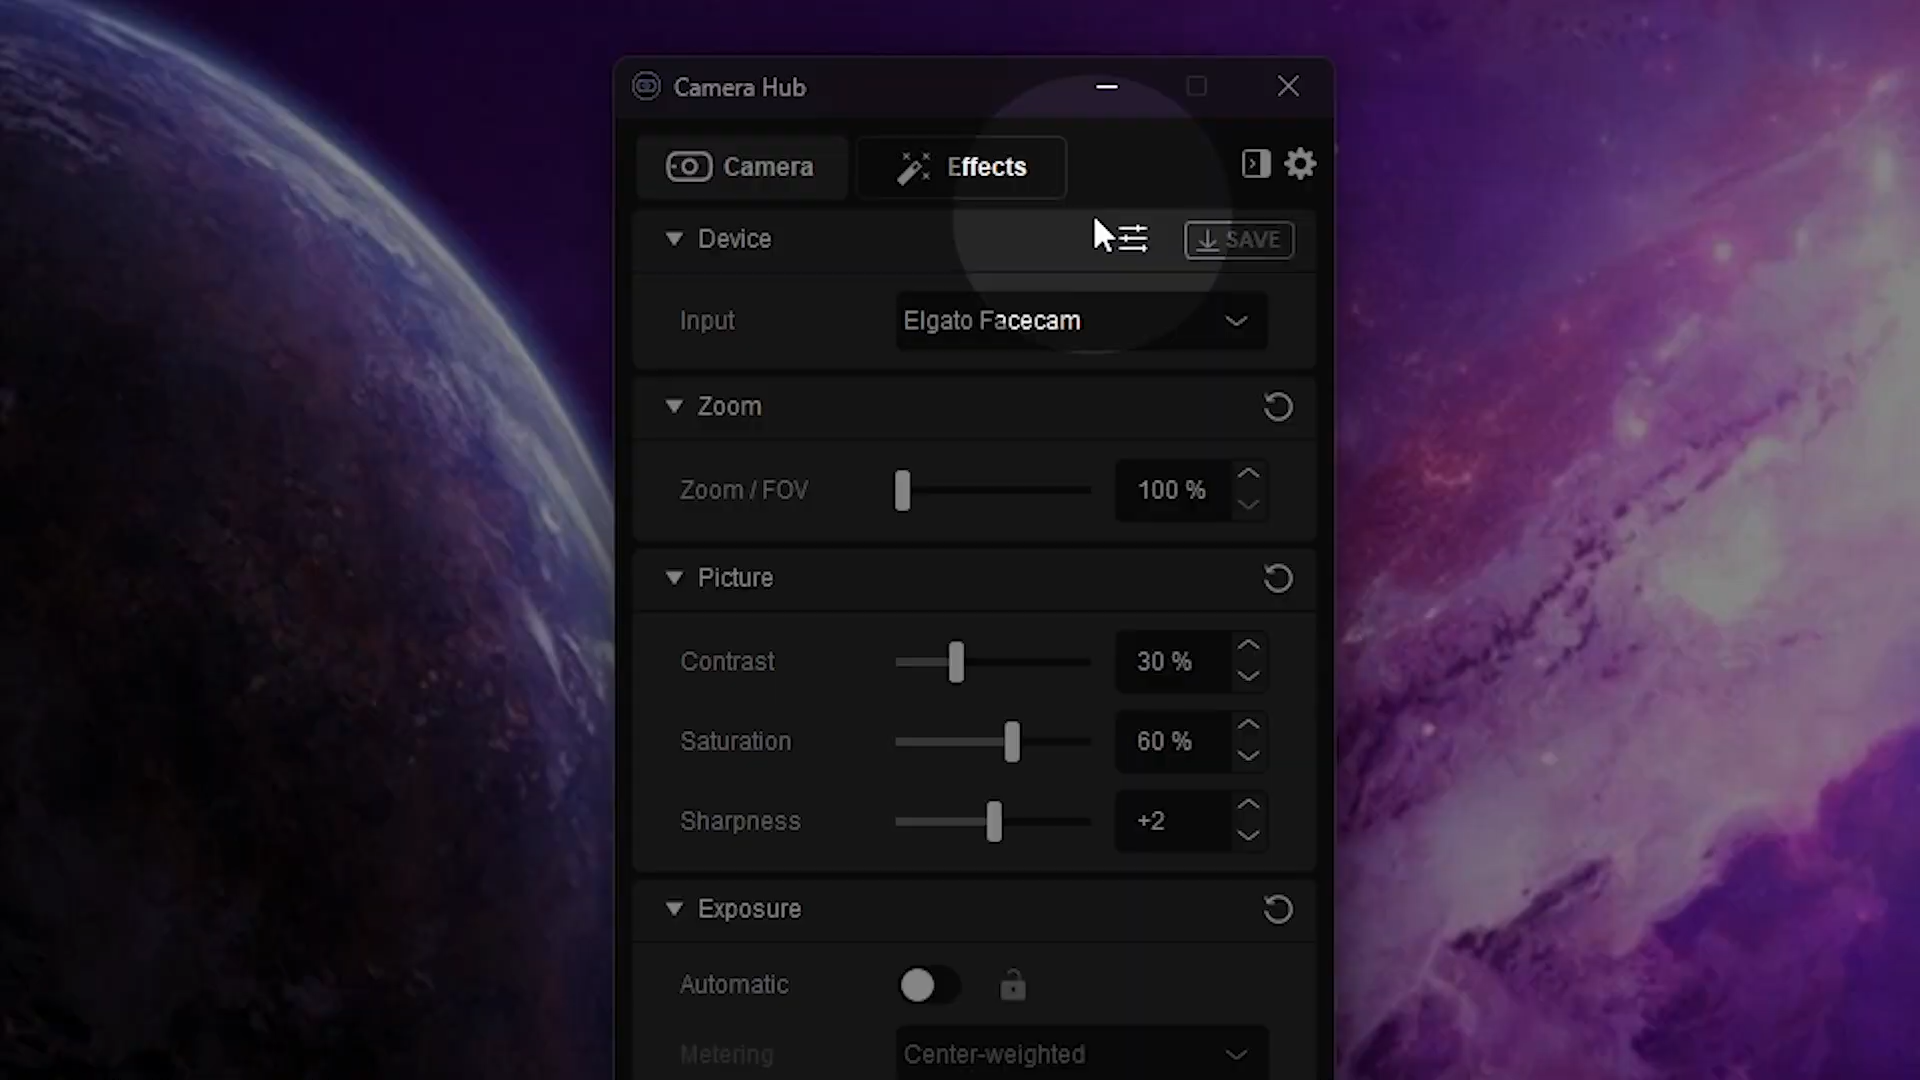 Camera Hub
Camera Effects
Device SAVE
Input Elgato Facecam
Zoom
Zoom / FOV 100 %
Picture
Contrast 30 %
Saturation 60 %
Sharpness +2
Exposure
Automatic
Metering Center-weighted